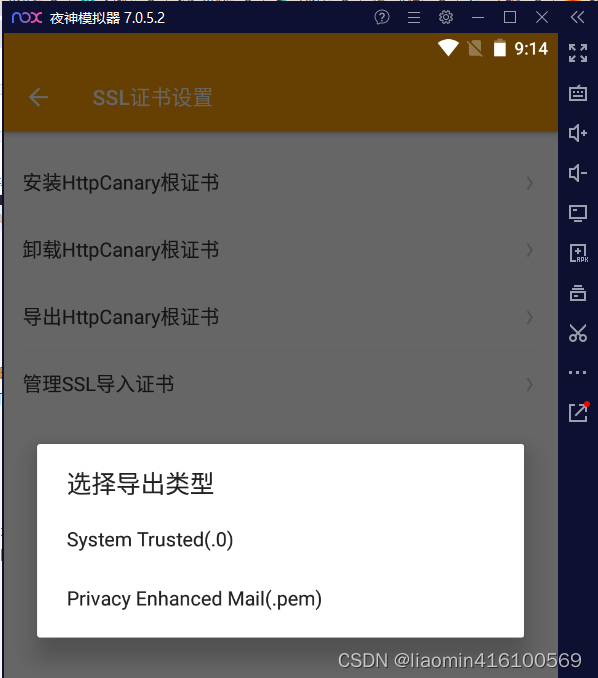 nox 夜神模拟器 7.0.5.2
9:14
SSL证书设置
安装HttpCanary根证书
卸载HttpCanary根证书
导出HttpCanary根证书
管理SSL导入证书
选择导出类型
System Trusted(.0)
Privacy Enhanced Mail(.pem)
APK
CSDN @liaomin416100569